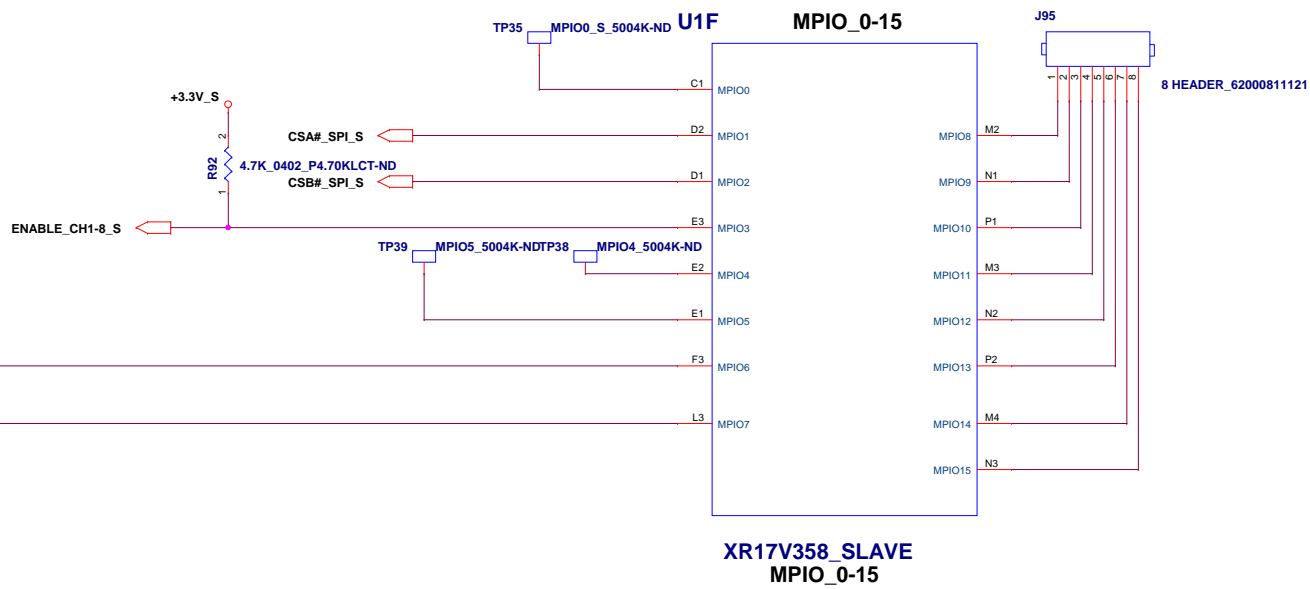 U1F
MPIO_0-15
J95
TP35
MPIO0_S_5004K-ND
8 HEADER_62000811121
1
2
3
4
5
6
7
8
+3.3V_S
2
R92
1
4.7K_0402_P4.70KLCT-ND
CSA#_SPI_S
CSB#_SPI_S
ENABLE_CH1-8_S
TP39
MPIO5_5004K-ND
TP38
MPIO4_5004K-ND
C1
MPIO0
D2
MPIO1
D1
MPIO2
E3
MPIO3
E2
MPIO4
E1
MPIO5
F3
MPIO6
L3
MPIO7
MPIO8
M2
MPIO9
N1
MPIO10
P1
MPIO11
M3
MPIO12
N2
MPIO13
P2
MPIO14
M4
MPIO15
N3
XR17V358_SLAVE
MPIO_0-15